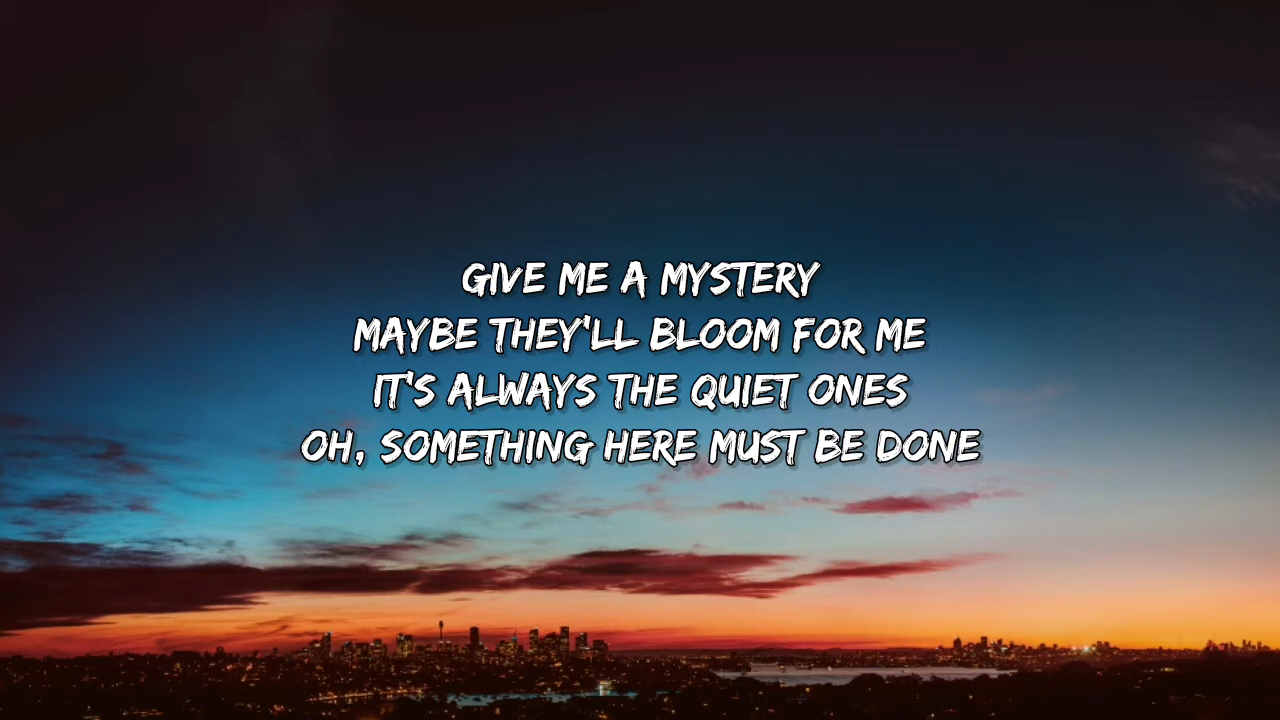 GIVE ME A MYSTERY
MAYBE THEY'LL BLOOM FOR ME
IT'S ALWAYS THE QUIET ONES
OH, SOMETHING HERE MUST BE DONE